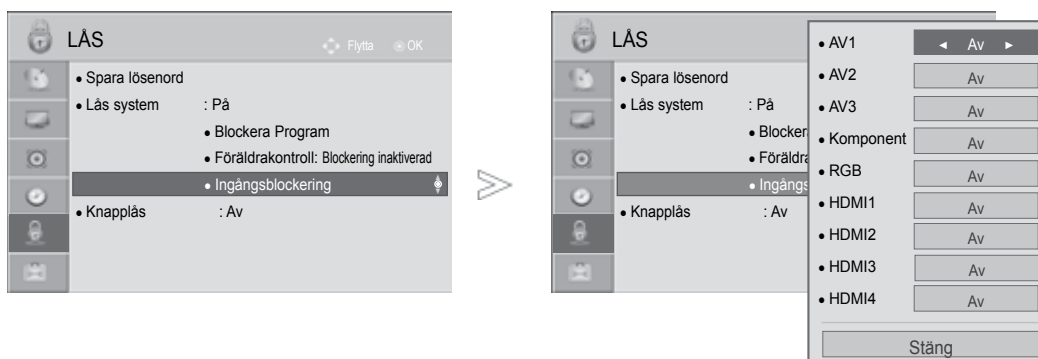 LÅS
Flytta OK
• Spara lösenord
• Lås system : På
• Blockera Program
• Föräldrakontroll: Blockering inaktiverad
• Ingångsblockering
• Knapplås : Av
LÅS
• Spara lösenord
• Lås system : På
• Blocker
• Föräldra
• Ingångs
• Knapplås : Av
• AV1 ◄ Av ►
• AV2 Av
• AV3 Av
• Komponent Av
• RGB Av
• HDMI1 Av
• HDMI2 Av
• HDMI3 Av
• HDMI4 Av
Stäng